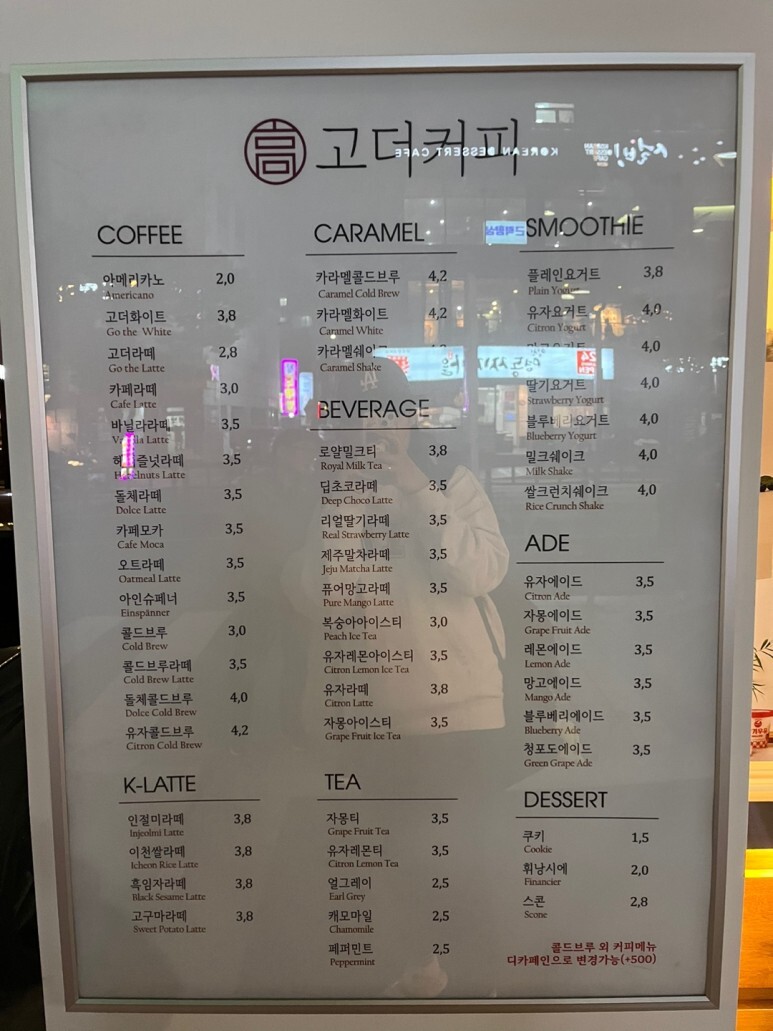 高 고더커피
KOREAN DESSERT CAFE
설빙
COFFEE
아메리카노 2,0
Americano
고더화이트 3,8
Go the White
고더라떼 2,8
Go the Latte
카페라떼 3,0
Cafe Latte
바닐라라떼 3,5
Vanilla Latte
헤이즐넛라떼 3,5
Hazelnuts Latte
돌체라떼 3,5
Dolce Latte
카페모카 3,5
Cafe Moca
오트라떼 3,5
Oatmeal Latte
아인슈페너 3,5
Einspänner
콜드브루 3,0
Cold Brew
콜드브루라떼 3,5
Cold Brew Latte
돌체콜드브루 4,0
Dolce Cold Brew
유자콜드브루 4,2
Citron Cold Brew
K-LATTE
인절미라떼 3,8
Injeolmi Latte
이천쌀라떼 3,8
Icheon Rice Latte
흑임자라떼 3,8
Black Sesame Latte
고구마라떼 3,8
Sweet Potato Latte
CARAMEL
카라멜콜드브루 4,2
Caramel Cold Brew
카라멜화이트 4,2
Caramel White
카라멜쉐이크
Caramel Shake
BEVERAGE
로얄밀크티 3,8
Royal Milk Tea
딥초코라떼 3,5
Deep Choco Latte
리얼딸기라떼 3,5
Real Strawberry Latte
제주말차라떼 3,5
Jeju Matcha Latte
퓨어망고라떼 3,5
Pure Mango Latte
복숭아아이스티 3,0
Peach Ice Tea
유자레몬아이스티 3,5
Citron Lemon Ice Tea
유자라떼 3,8
Citron Latte
자몽아이스티 3,5
Grape Fruit Ice Tea
TEA
자몽티 3,5
Grape Fruit Tea
유자레몬티 3,5
Citron Lemon Tea
얼그레이 2,5
Earl Grey
캐모마일 2,5
Chamomile
페퍼민트 2,5
Peppermint
SMOOTHIE
플레인요거트 3,8
Plain Yogurt
유자요거트 4,0
Citron Yogurt
망고요거트 4,0
딸기요거트 4,0
Strawberry Yogurt
블루베리요거트 4,0
Blueberry Yogurt
밀크쉐이크 4,0
Milk Shake
쌀크런치쉐이크 4,0
Rice Crunch Shake
ADE
유자에이드 3,5
Citron Ade
자몽에이드 3,5
Grape Fruit Ade
레몬에이드 3,5
Lemon Ade
망고에이드 3,5
Mango Ade
블루베리에이드 3,5
Blueberry Ade
청포도에이드 3,5
Green Grape Ade
DESSERT
쿠키 1,5
Cookie
휘낭시에 2,0
Financier
스콘 2,8
Scone
콜드브루 외 커피메뉴
디카페인으로 변경가능(+500)